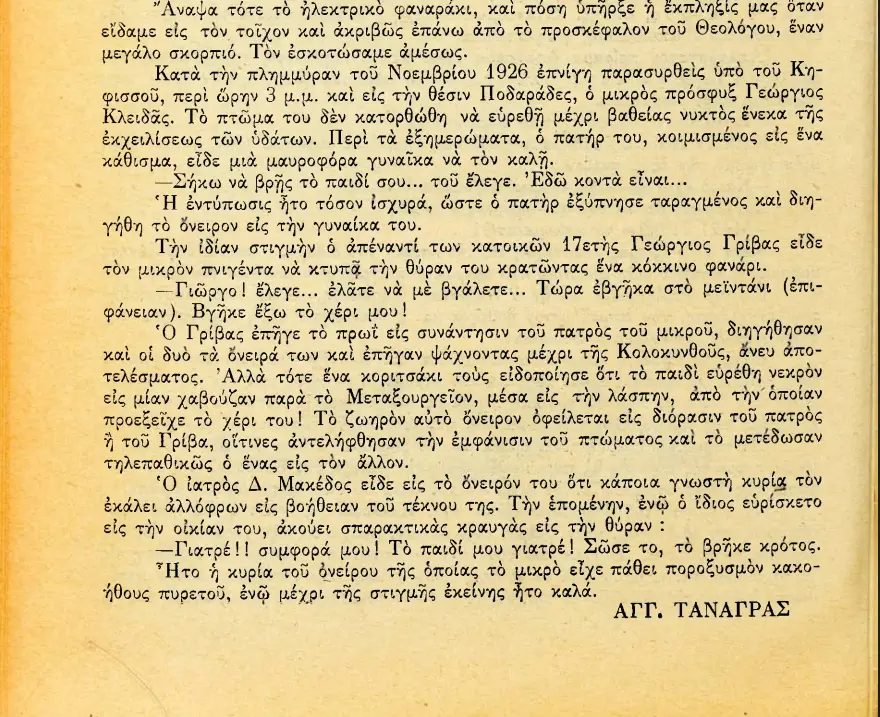 Ἄναψα τότε τὸ ἠλεκτρικὸ φαναράκι, καὶ πόση ὑπῆρξε ἡ ἔκπληξίς μας ὅταν
εἴδαμε εἰς τὸν τοῖχον καὶ ἀκριβῶς ἐπάνω ἀπὸ τὸ προσκέφαλον τοῦ Θεολόγου, ἕναν
μεγάλο σκορπιό. Τὸν ἐσκοτώσαμε ἀμέσως.
Κατὰ τὴν πλημμύραν τοῦ Νοεμβρίου 1926 ἐπνίγη παρασυρθεὶς ὑπὸ τοῦ Κη-
φισσοῦ, περὶ ὥρην 3 μ.μ. καὶ εἰς τὴν θέσιν Ποδαράδες, ὁ μικρὸς πρόσφυξ Γεώργιος
Κλειδᾶς. Τὸ πτῶμα του δὲν κατορθώθη νὰ εὑρεθῇ μέχρι βαθείας νυκτὸς ἕνεκα τῆς
ἐκχειλίσεως τῶν ὑδάτων. Περὶ τὰ ἐξημερώματα, ὁ πατήρ του, κοιμισμένος εἰς ἕνα
κάθισμα, εἶδε μιὰ μαυροφόρα γυναῖκα νὰ τὸν καλῇ.
—Σήκω νὰ βρῇς τὸ παιδί σου... τοῦ ἔλεγε. Ἐδῶ κοντὰ εἶναι...
Ἡ ἐντύπωσις ἦτο τόσον ἰσχυρά, ὥστε ὁ πατὴρ ἐξύπνησε ταραγμένος καὶ διη-
γήθη τὸ ὄνειρον εἰς τὴν γυναίκα του.
Τὴν ἰδίαν στιγμὴν ὁ ἀπέναντί των κατοικῶν 17ετὴς Γεώργιος Γρίβας εἶδε
τὸν μικρὸν πνιγέντα νὰ κτυπᾷ τὴν θύραν του κρατῶντας ἕνα κόκκινο φανάρι.
—Γιῶργο! ἔλεγε... ἐλᾶτε νὰ μὲ βγάλετε... Τώρα ἐβγῆκα στὸ μεϊντάνι (ἐπι-
φάνειαν). Βγῆκε ἔξω τὸ χέρι μου!
Ὁ Γρίβας ἐπῆγε τὸ πρωῒ εἰς συνάντησιν τοῦ πατρὸς τοῦ μικροῦ, διηγήθησαν
καὶ οἱ δυὸ τὰ ὄνειρά των καὶ ἐπῆγαν ψάχνοντας μέχρι τῆς Κολοκυνθοῦς, ἄνευ ἀπο-
τελέσματος. Ἀλλὰ τότε ἕνα κοριτσάκι τοὺς εἰδοποίησε ὅτι τὸ παιδὶ εὑρέθη νεκρὸν
εἰς μίαν χαβούζαν παρὰ τὸ Μεταξουργεῖον, μέσα εἰς τὴν λάσπην, ἀπὸ τὴν ὁποίαν
προεξεῖχε τὸ χέρι του! Τὸ ζωηρὸν αὐτὸ ὄνειρον ὀφείλεται εἰς διόρασιν τοῦ πατρὸς
ἢ τοῦ Γρίβα, οἵτινες ἀντελήφθησαν τὴν ἐμφάνισιν τοῦ πτώματος καὶ τὸ μετέδωσαν
τηλεπαθικῶς ὁ ἕνας εἰς τὸν ἄλλον.
Ὁ ἰατρὸς Δ. Μακέδος εἶδε εἰς τὸ ὄνειρόν του ὅτι κάποια γνωστὴ κυρία τὸν
ἐκάλει ἀλλόφρων εἰς βοήθειαν τοῦ τέκνου της. Τὴν ἑπομένην, ἐνῷ ὁ ἴδιος εὑρίσκετο
εἰς τὴν οἰκίαν του, ἀκούει σπαρακτικὰς κραυγὰς εἰς τὴν θύραν :
—Γιατρέ!! συμφορά μου! Τὸ παιδί μου γιατρέ! Σῶσε το, τὸ βρῆκε κρότος.
Ἦτο ἡ κυρία τοῦ ὀνείρου τῆς ὁποίας τὸ μικρὸ εἶχε πάθει ποροξυσμὸν κακο-
ήθους πυρετοῦ, ἐνῷ μέχρι τῆς στιγμῆς ἐκείνης ἦτο καλά.
ΑΓΓ. ΤΑΝΑΓΡΑΣ